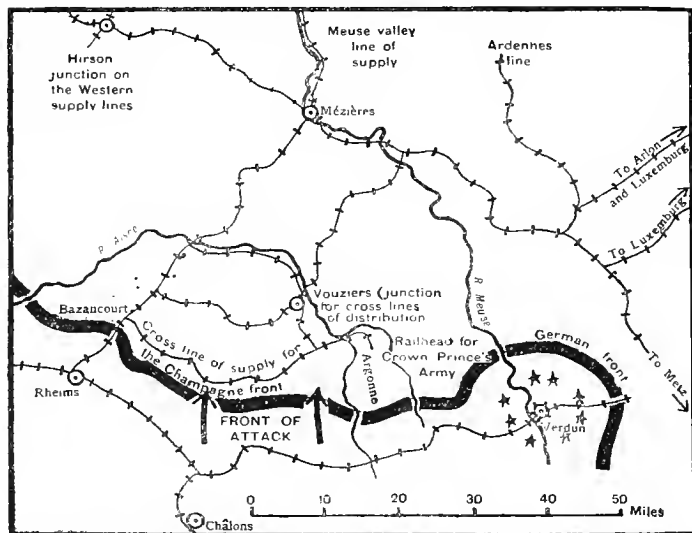 Hirson
junction on
the Western
supply lines
Meuse valley
line of
supply
Ardennes
line
Mézières
To Arlon
and Luxemburg
To Luxemburg
R. Aisne
Vouziers (junction
for cross lines
of distribution
R. Meuse
Bazancourt
Cross line of supply for
the Champagne front
Railhead for
Crown Prince's
Army
German front
To Metz
Argonne
Rheims
FRONT OF
ATTACK
Verdun
Châlons
0 10 20 30 40 50
Miles